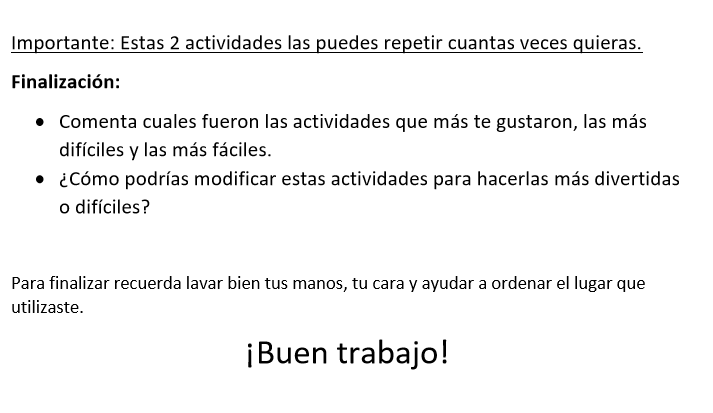 Importante: Estas 2 actividades las puedes repetir cuantas veces quieras.
Finalización:
• Comenta cuales fueron las actividades que más te gustaron, las más
difíciles y las más fáciles.
• ¿Cómo podrías modificar estas actividades para hacerlas más divertidas
o difíciles?
Para finalizar recuerda lavar bien tus manos, tu cara y ayudar a ordenar el lugar que
utilizaste.
¡Buen trabajo!